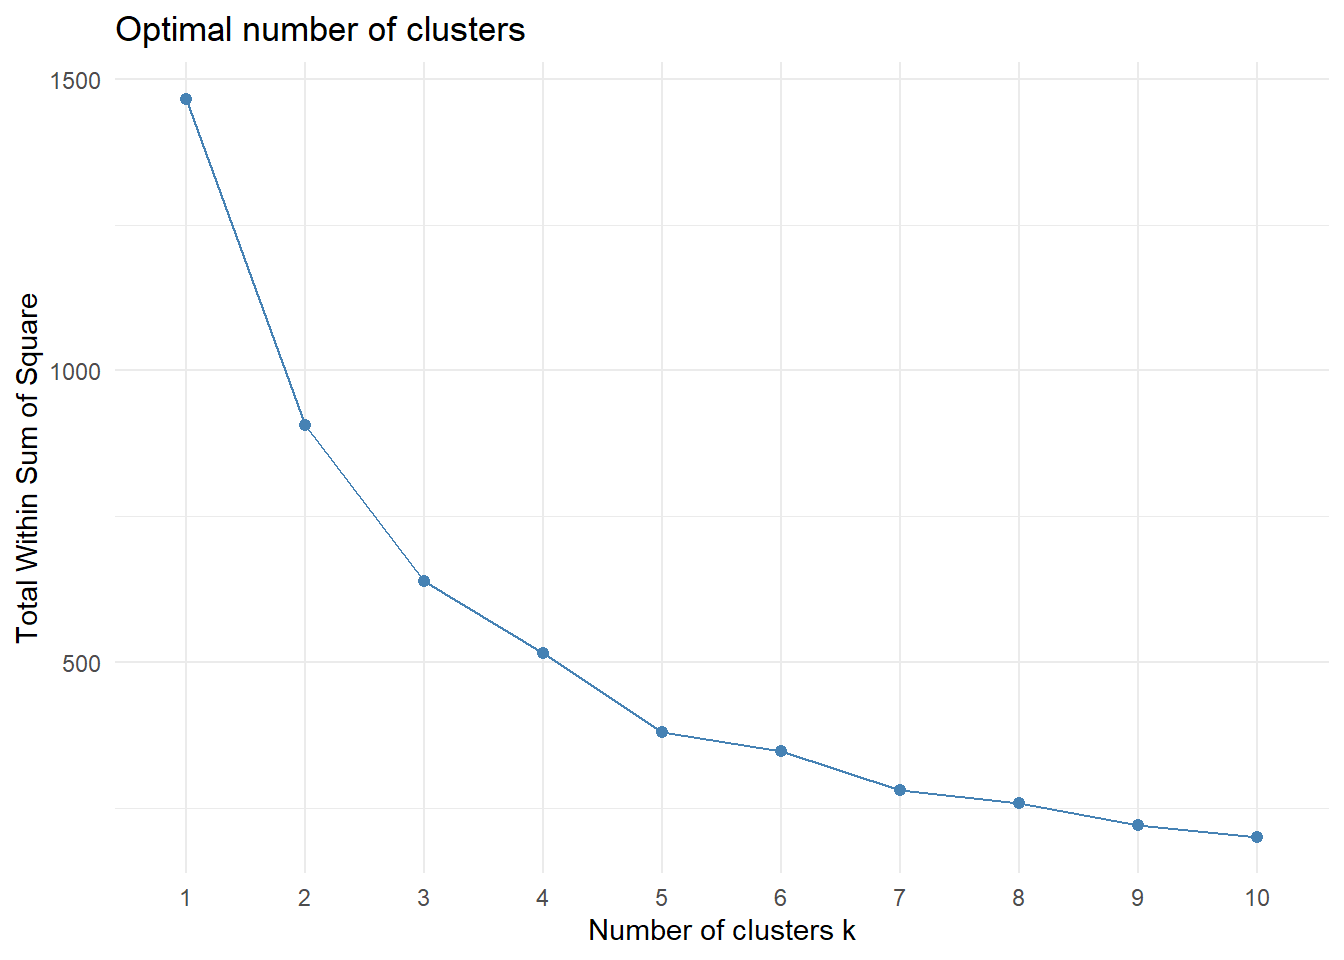 Optimal number of clusters
Total Within Sum of Square
1500
1000
500
1 2 3 4 5 6 7 8 9 10
Number of clusters k